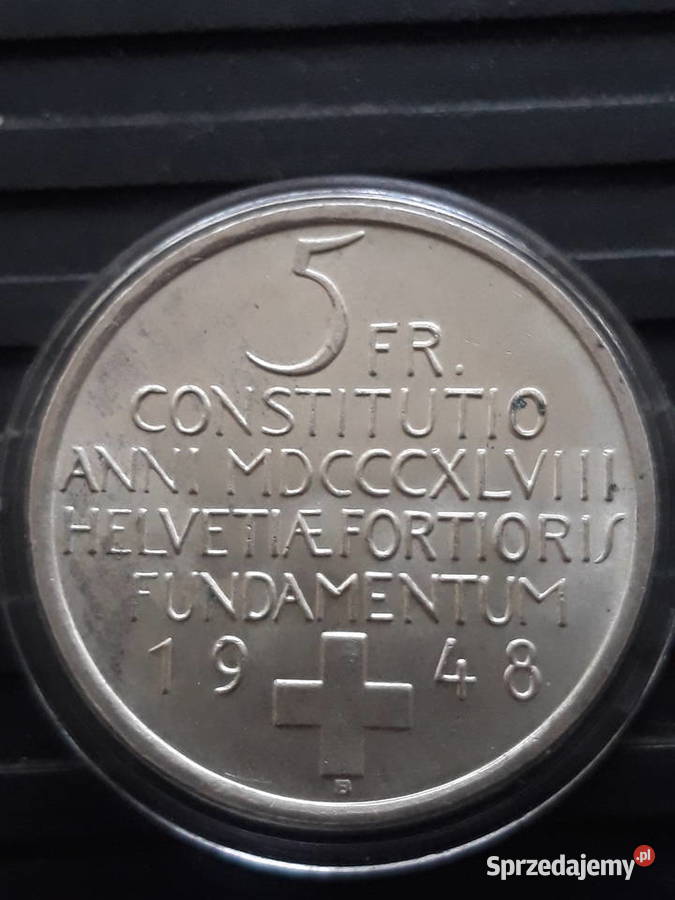 5 FR.
CONSTITUTIO
ANNI MDCCCXLVIII
HELVETIÆ FORTIORIS
FUNDAMENTUM
19 48
B
Sprzedajemy.pl